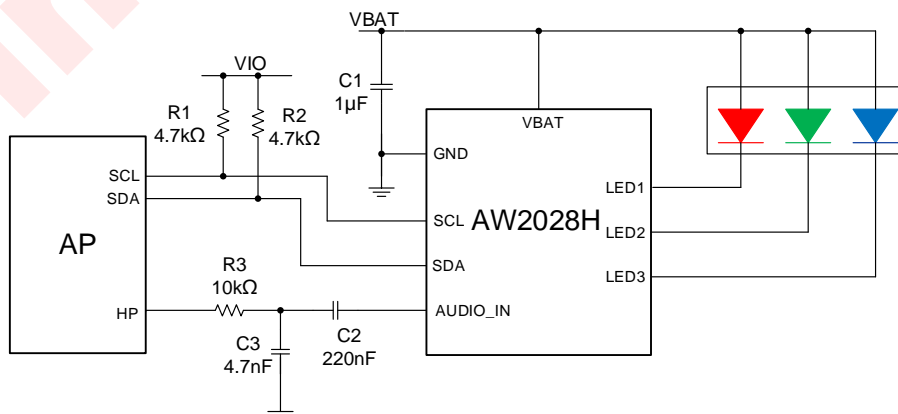 VBAT
VIO
C1
1µF
R1
4.7kΩ
R2
4.7kΩ
VBAT
GND
SCL
SDA
LED1
SCL
AW2028H
LED2
AP
SDA
LED3
R3
10kΩ
HP
AUDIO_IN
C3
4.7nF
C2
220nF